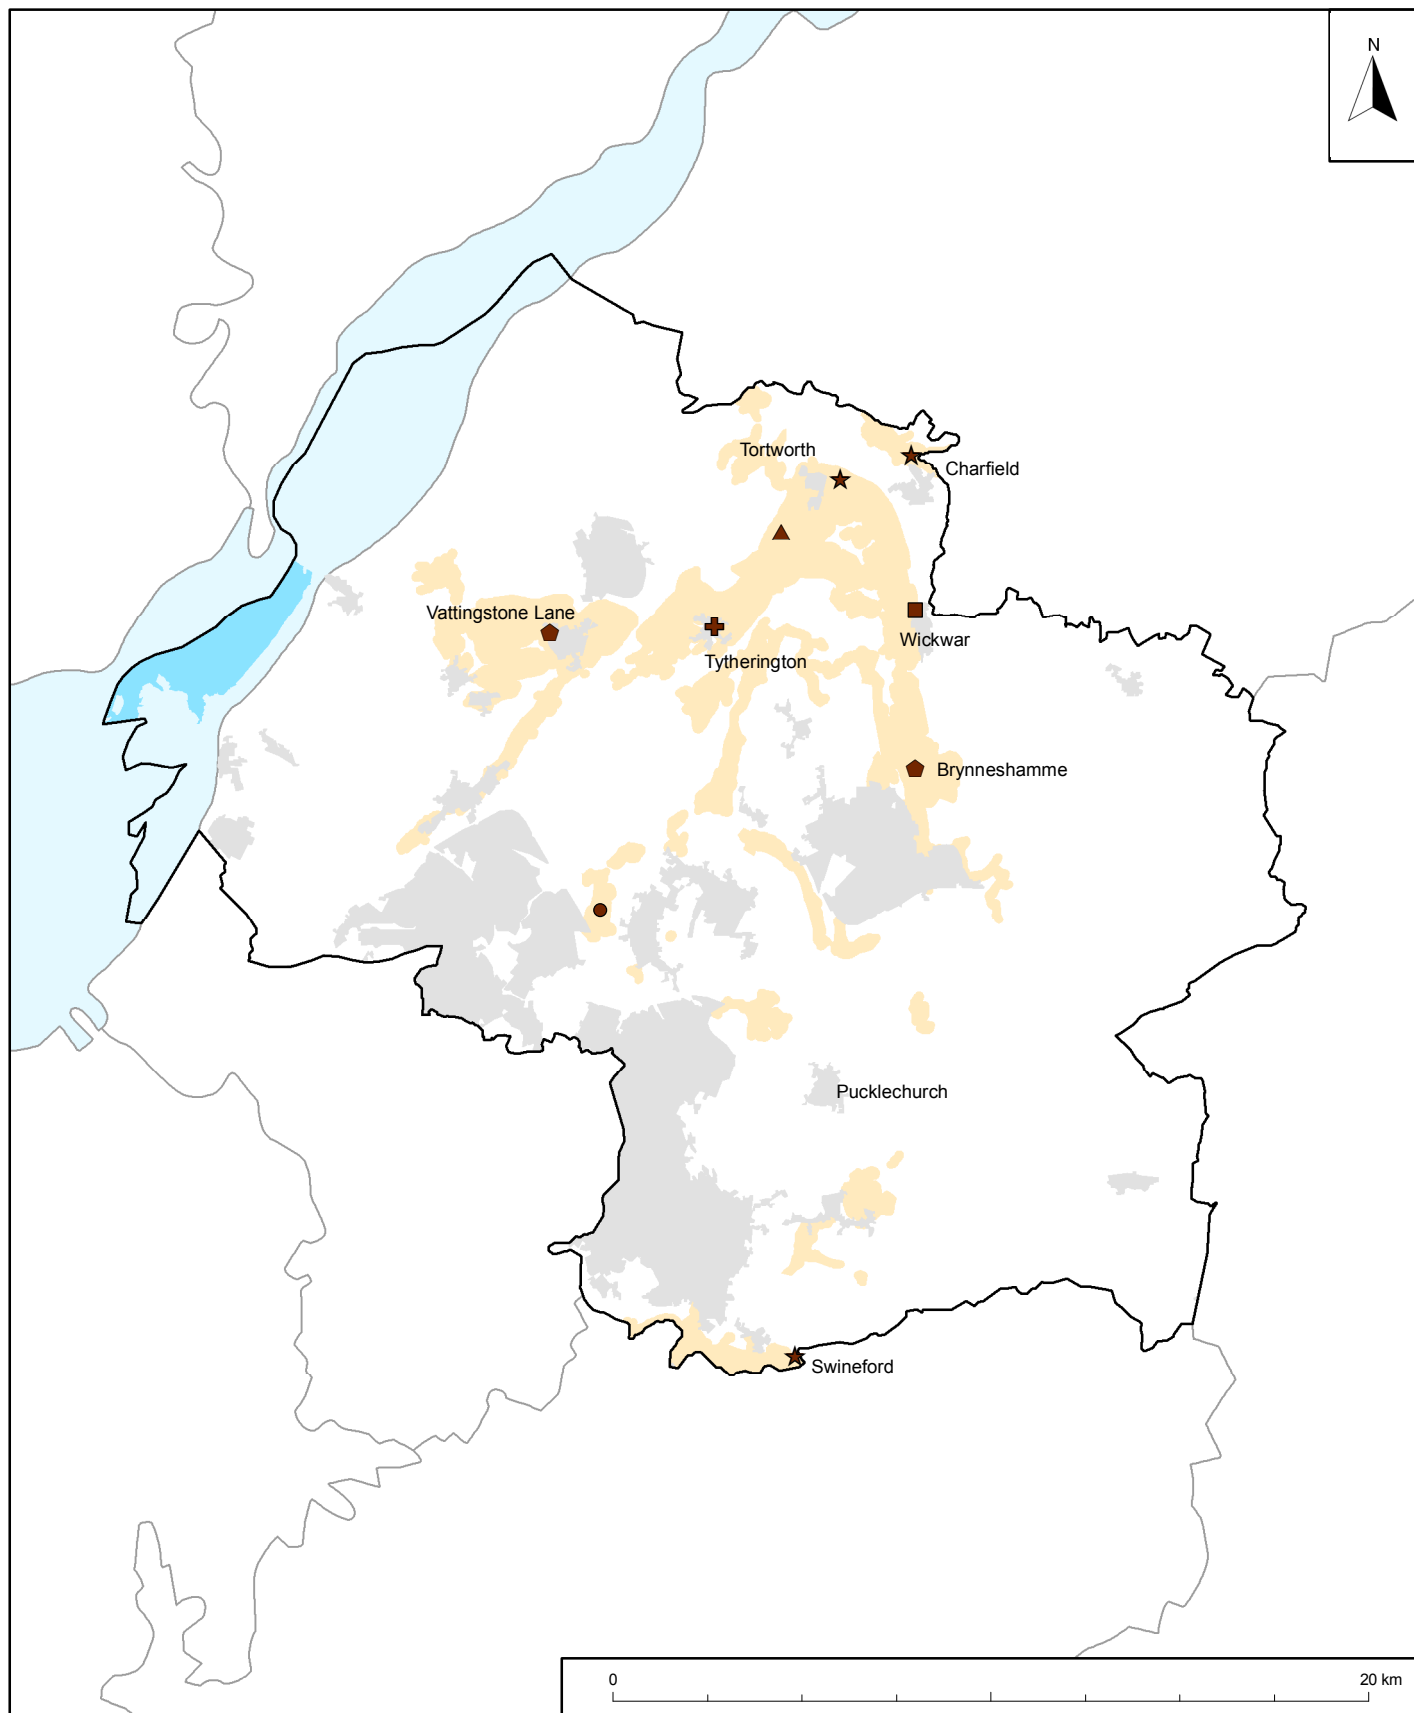 N
Tortworth
Charfield
Vattingstone Lane
Wickwar
Tytherington
Brynneshamme
Pucklechurch
Swineford
0
20 km